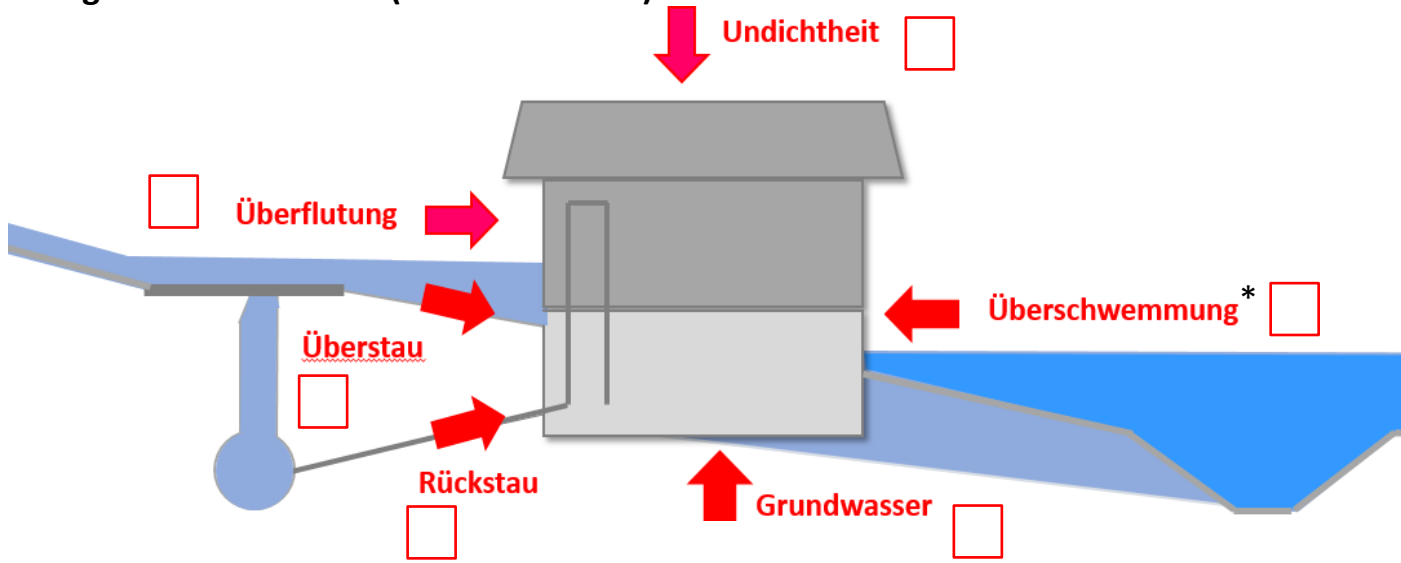 Undichtheit
Überflutung
Überschwemmung*
Überstau
Rückstau
Grundwasser